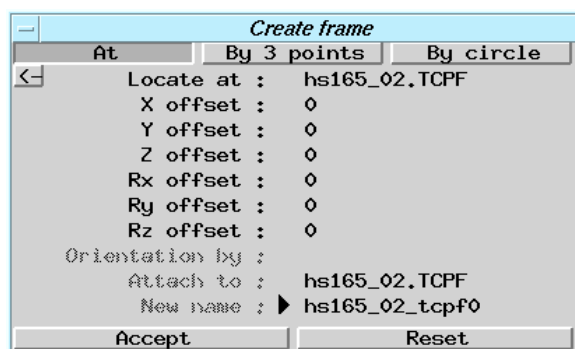 Create frame
At By 3 points By circle
<- Locate at : hs165_02.TCPF
X offset : 0
Y offset : 0
Z offset : 0
Rx offset : 0
Ry offset : 0
Rz offset : 0
Orientation by :
Attach to : hs165_02.TCPF
New name : hs165_02_tcpf0
Accept Reset